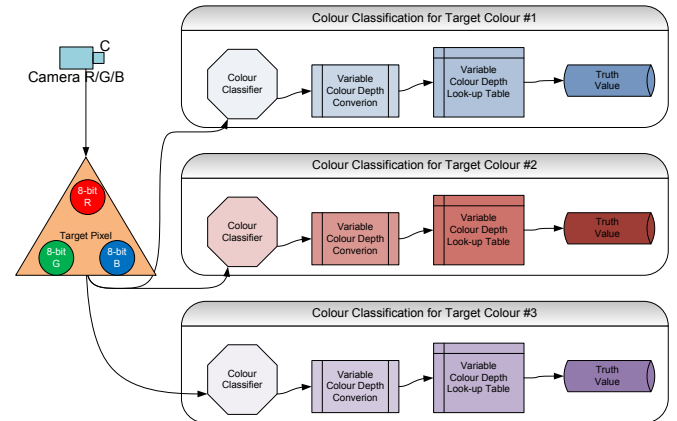 C
Camera R/G/B
8-bit
R
Target Pixel
8-bit
G
8-bit
B
Colour Classification for Target Colour #1
Colour
Classifier
Variable
Colour Depth
Converion
Variable
Colour Depth
Look-up Table
Truth
Value
Colour Classification for Target Colour #2
Colour
Classifier
Variable
Colour Depth
Converion
Variable
Colour Depth
Look-up Table
Truth
Value
Colour Classification for Target Colour #3
Colour
Classifier
Variable
Colour Depth
Converion
Variable
Colour Depth
Look-up Table
Truth
Value